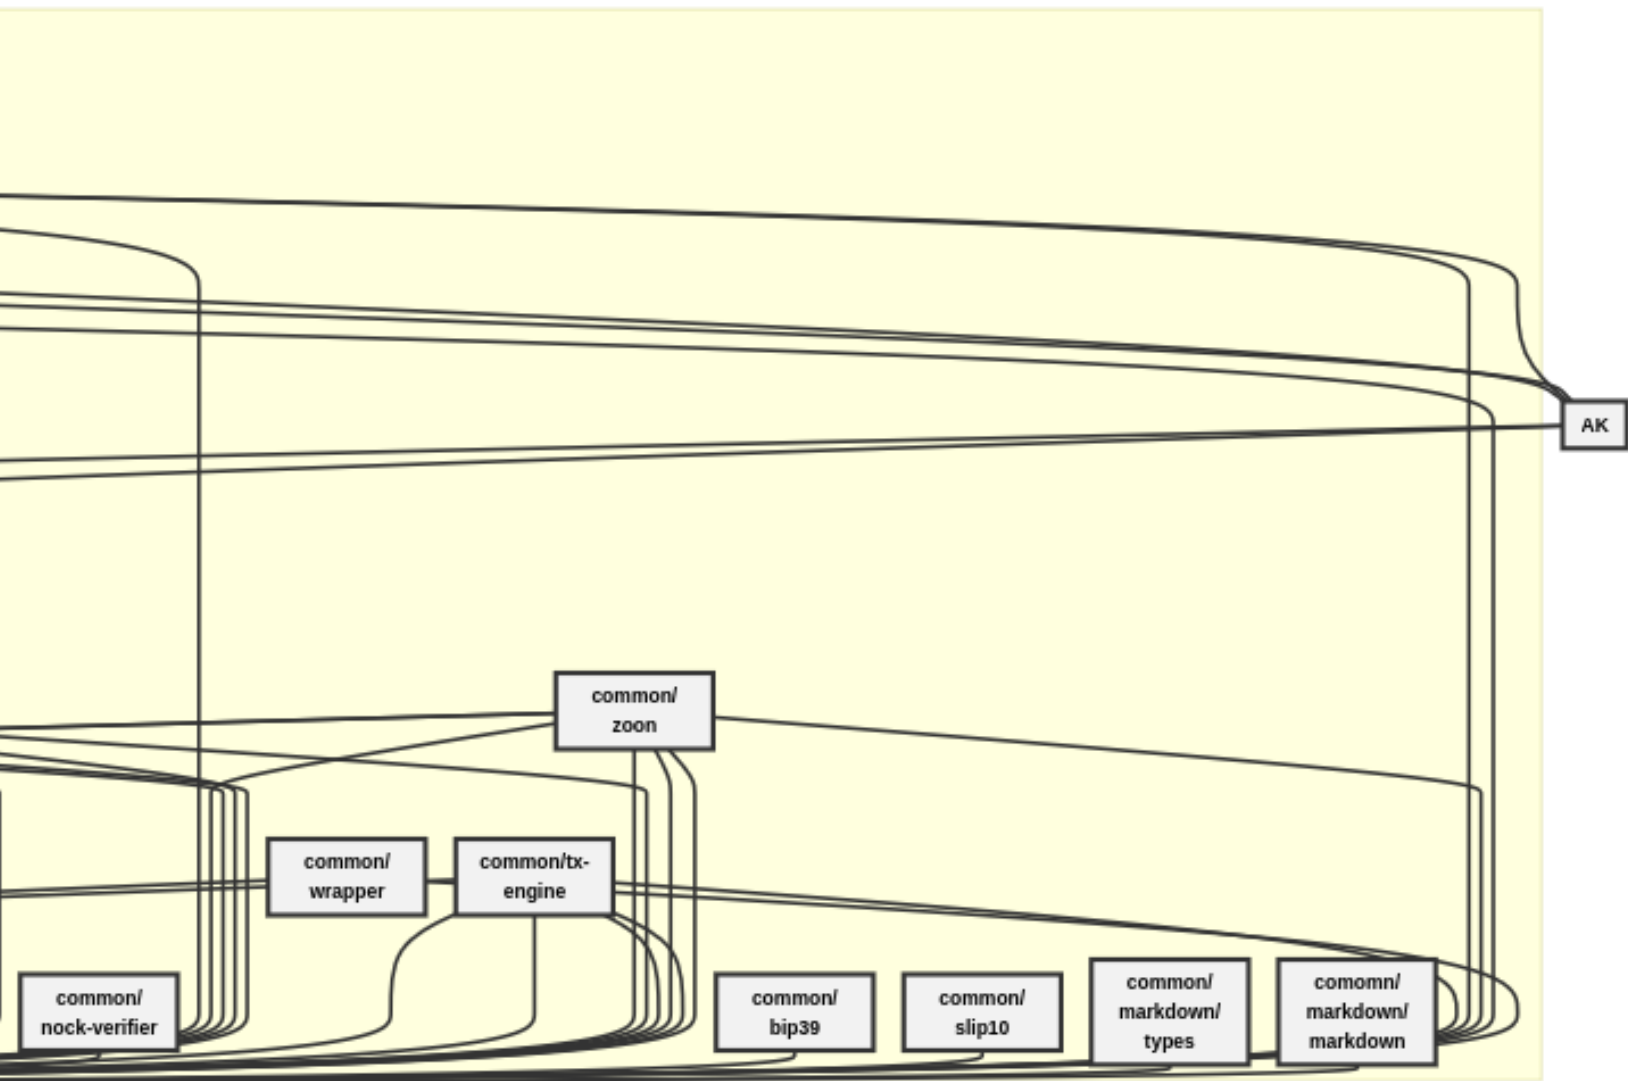 AK
common/
zoon
common/
wrapper
common/tx-
engine
common/
nock-verifier
common/
bip39
common/
slip10
common/
markdown/
types
comomn/
markdown/
markdown